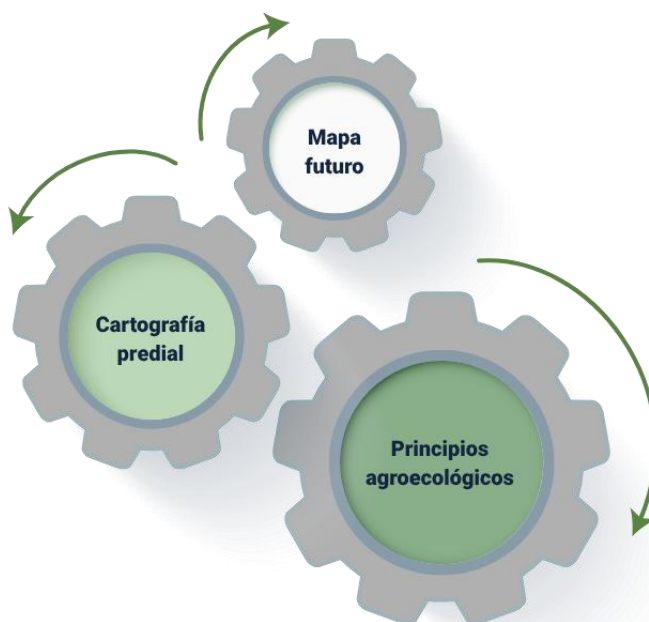 Mapa
futuro
Cartografía
predial
Principios
agroecológicos